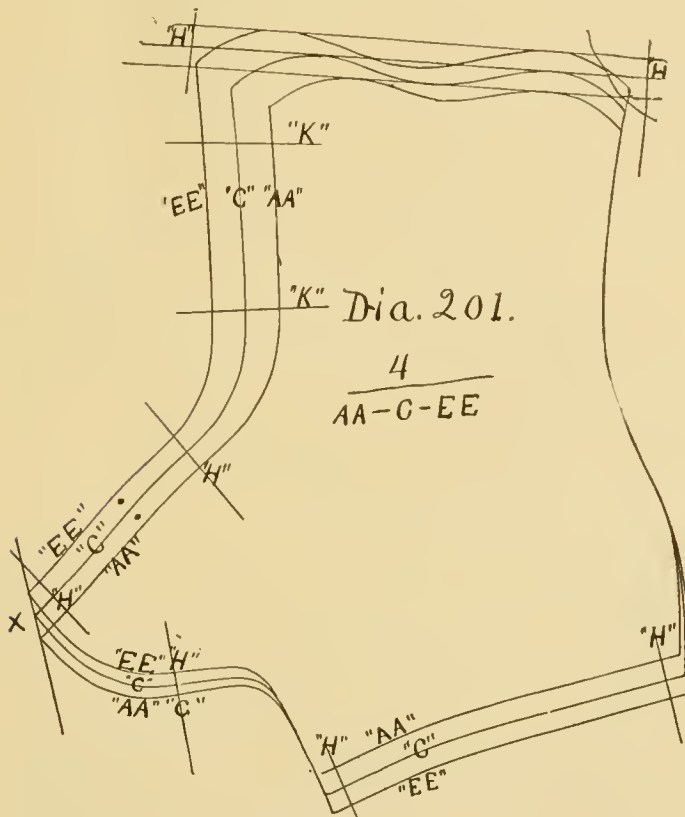 "H"
H
"K"
'EE" "C" "AA"
"K"
Dia. 201.
4
AA-C-EE
"H"
"EE"
"C"
"AA"
"H"
X
"EE" "H"
"C"
"AA" "C"
"H"
"H" "AA"
"C"
"EE"